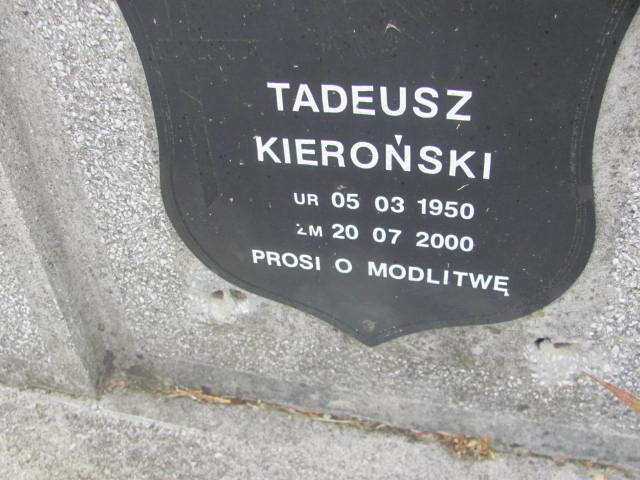 TADEUSZ
KIEROŃSKI
UR 05 03 1950
ZM 20 07 2000
PROSI O MODLITWĘ